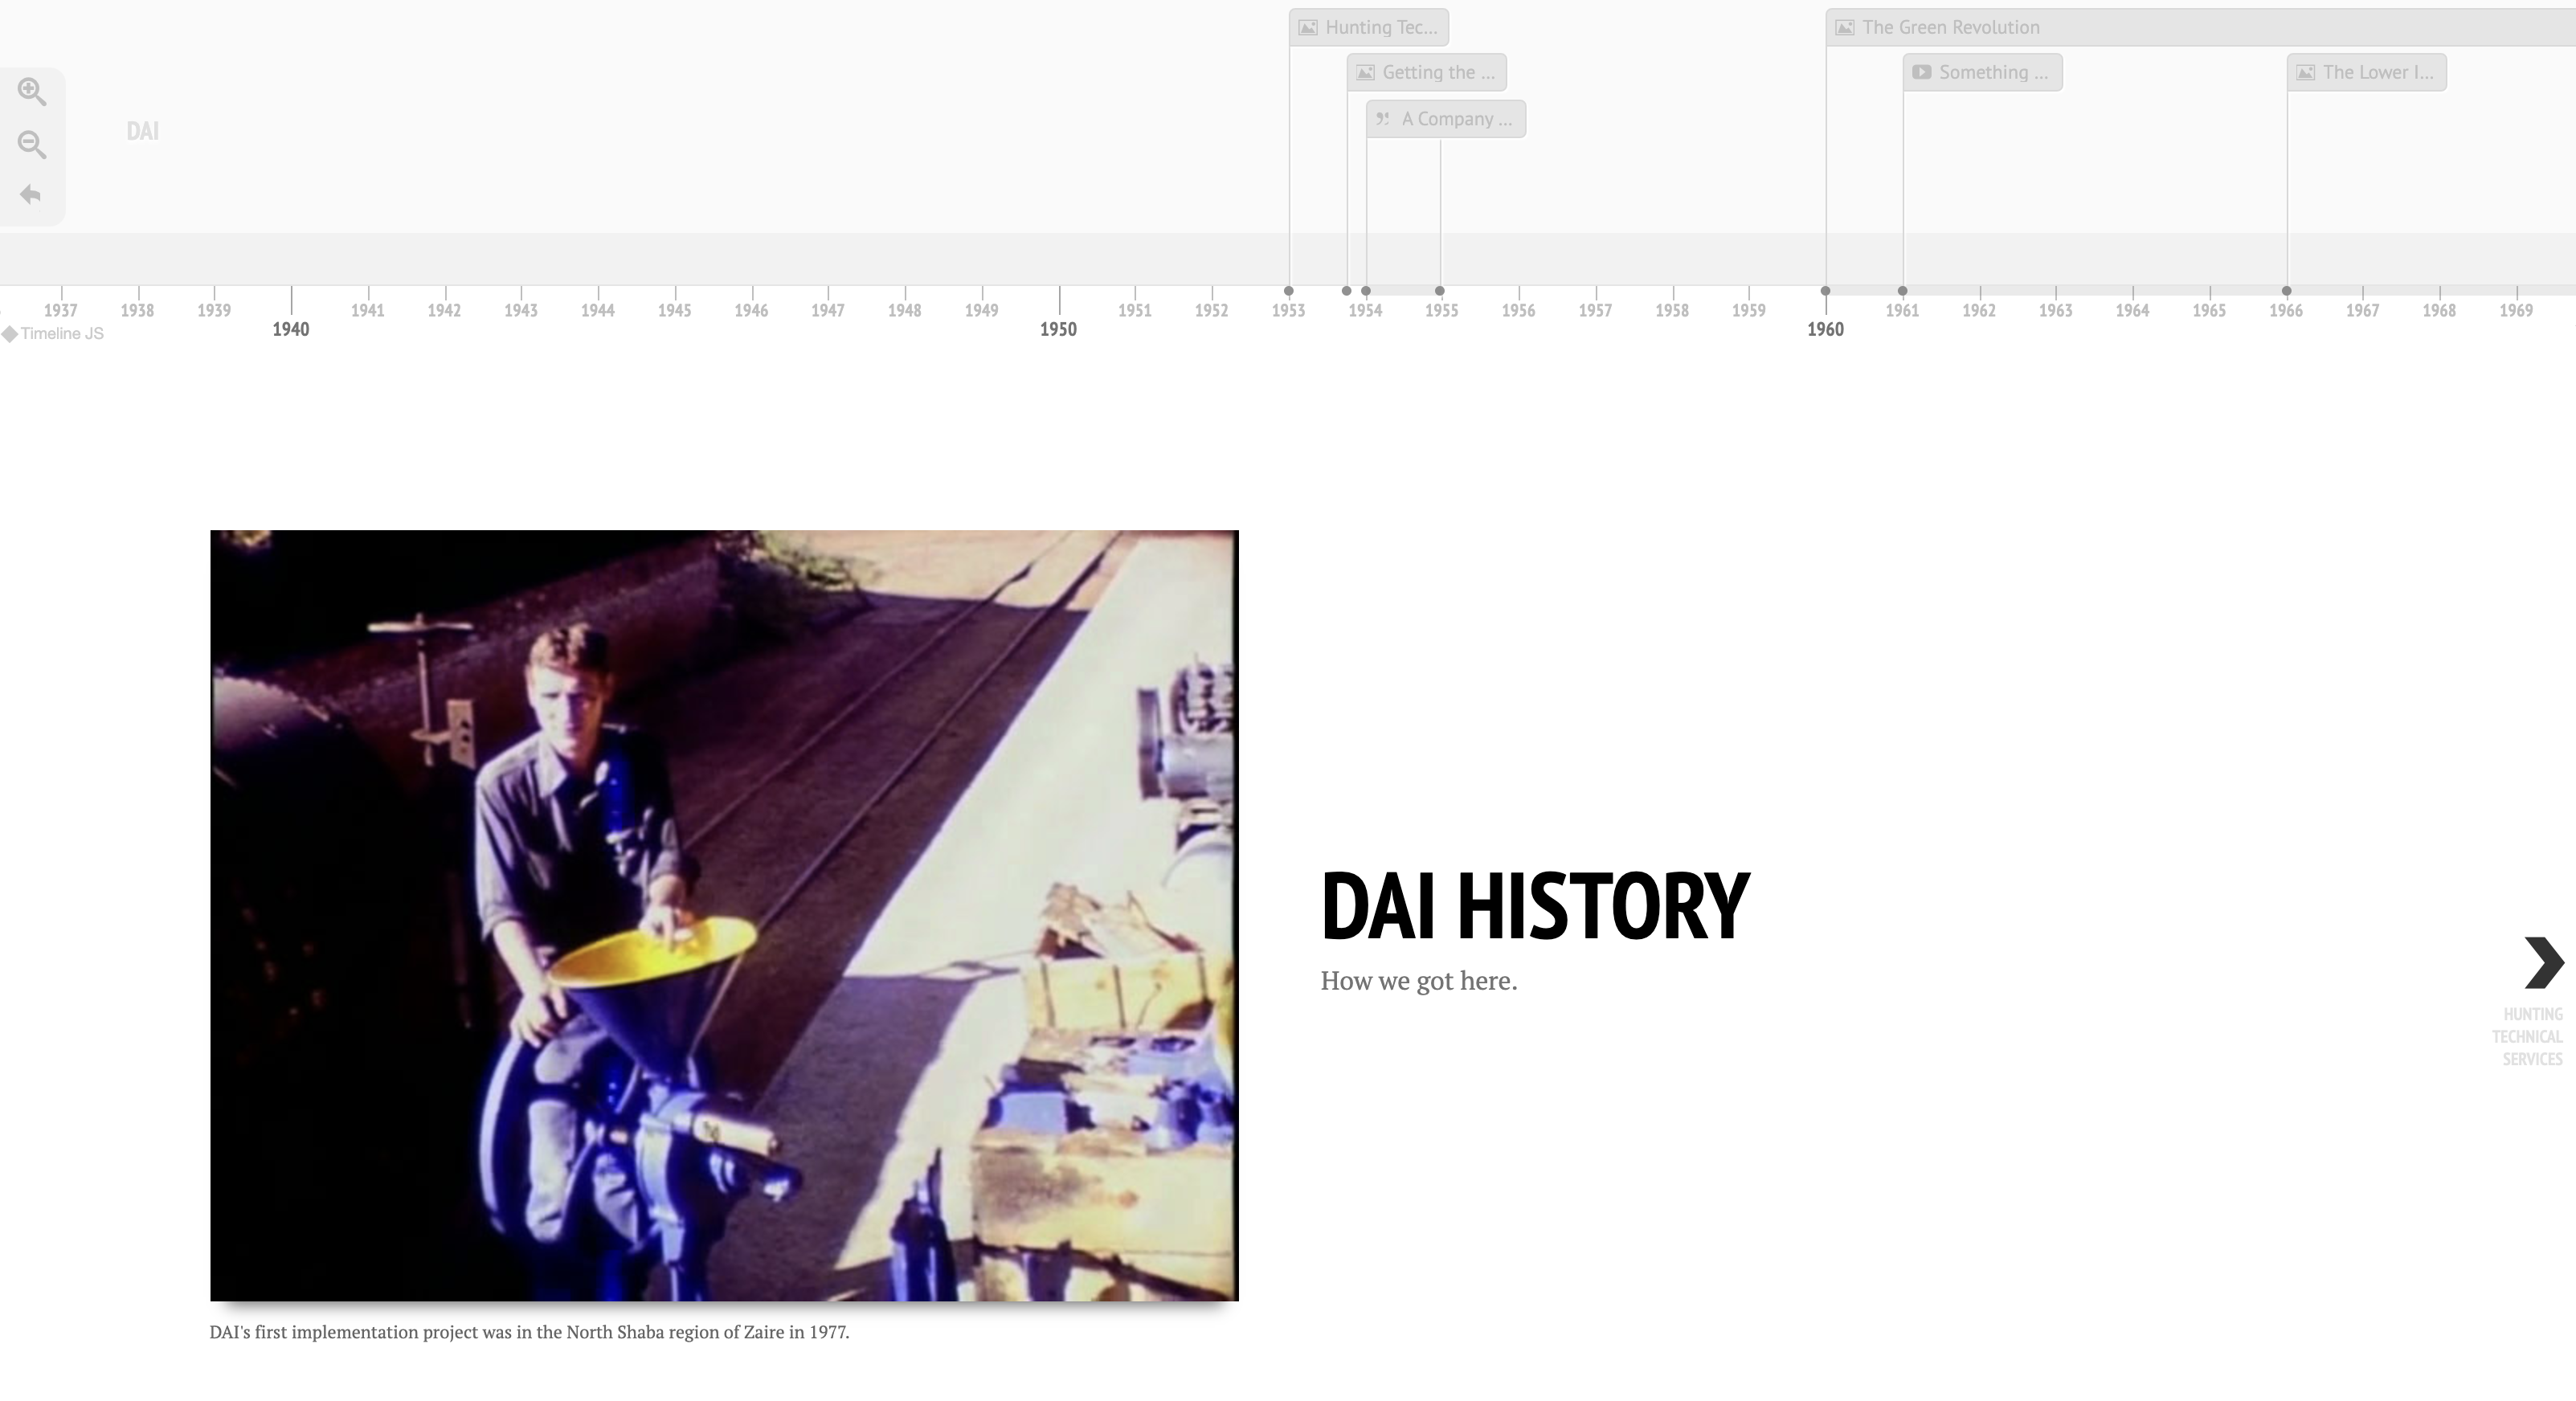 Hunting Tec...
The Green Revolution
Getting the ...
Something ...
The Lower I...
A Company ...
DAI
1937 1938 1939 1941 1942 1943 1944 1945 1946 1947 1948 1949 1951 1952 1953 1954 1955 1956 1957 1958 1959 1961 1962 1963 1964 1965 1966 1967 1968 1969
1940 1950 1960
Timeline JS
DAI HISTORY
How we got here.
HUNTING
TECHNICAL
SERVICES
DAI's first implementation project was in the North Shaba region of Zaire in 1977.